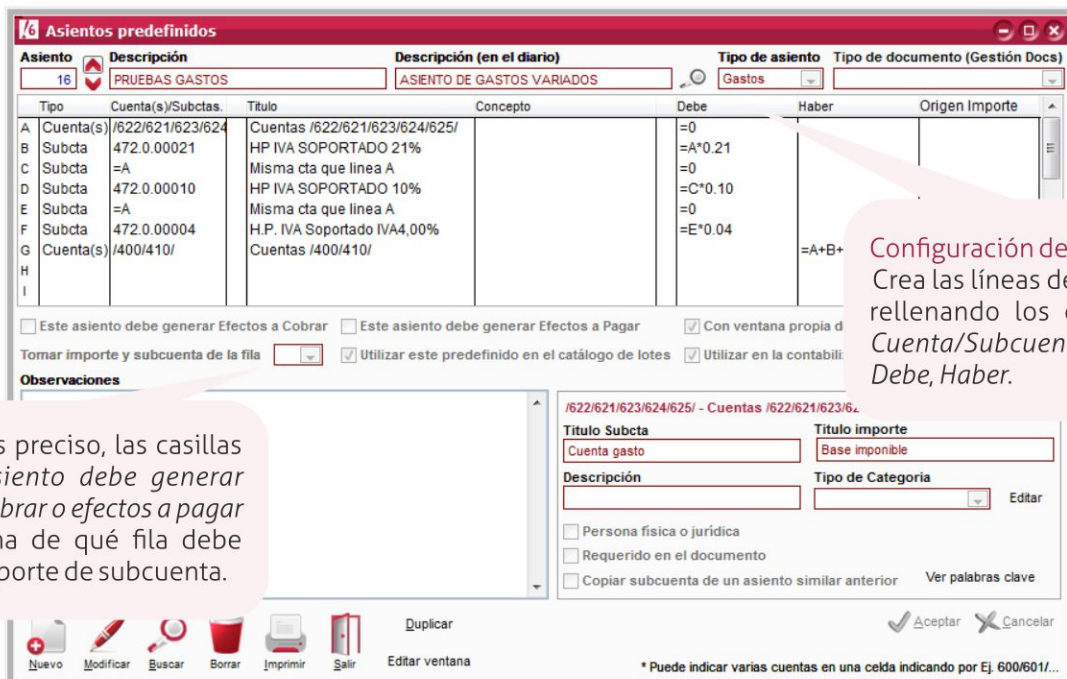 Asientos predefinidos
Asiento Descripción Descripción (en el diario) Tipo de asiento Tipo de documento (Gestión Docs)
16 PRUEBAS GASTOS ASIENTO DE GASTOS VARIADOS Gastos
Tipo Cuenta(s)/Subctas. Titulo Concepto Debe Haber Origen Importe
A Cuenta(s) /622/621/623/624 Cuentas /622/621/623/624/625/ =0
B Subcta 472.0.00021 HP IVA SOPORTADO 21% =A*0.21
C Subcta =A Misma cta que linea A =0
D Subcta 472.0.00010 HP IVA SOPORTADO 10% =C*0.10
E Subcta =A Misma cta que linea A =0
F Subcta 472.0.00004 H.P. IVA Soportado IVA4,00% =E*0.04
G Cuenta(s) /400/410/ Cuentas /400/410/ =A+B+
H
I
Configuración de
Crea las líneas de
rellenando los
Cuenta/Subcuen
Debe, Haber.
Este asiento debe generar Efectos a Cobrar Este asiento debe generar Efectos a Pagar Con ventana propia d
Tomar importe y subcuenta de la fila Utilizar este predefinido en el catálogo de lotes Utilizar en la contabili
Observaciones
s preciso, las casillas
siento debe generar
brar o efectos a pagar
na de qué fila debe
porte de subcuenta.
/622/621/623/624/625/ - Cuentas /622/621/623/62
Titulo Subcta Titulo importe
Cuenta gasto Base imponible
Descripción Tipo de Categoria
Editar
Persona física o jurídica
Requerido en el documento
Copiar subcuenta de un asiento similar anterior Ver palabras clave
Duplicar Aceptar Cancelar
Nuevo Modificar Buscar Borrar Imprimir Salir Editar ventana
* Puede indicar varias cuentas en una celda indicando por Ej. 600/601/...